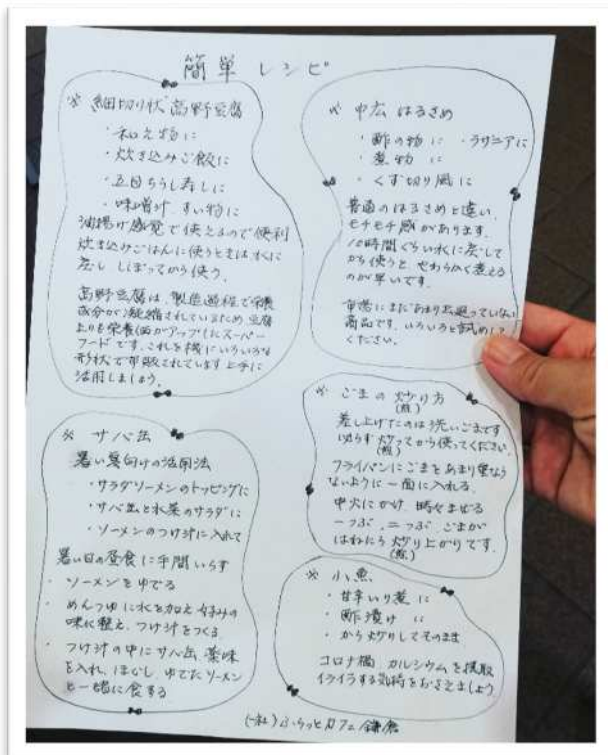 簡単レシピ
※ 細切り状高野豆腐
・和え物に
・炊き込みご飯に
・五目ちらし寿しに
・味噌汁、すい物に
油揚げ感覚で使えるので便利
炊き込みごはんに使うときは水に
戻し しぼってから使う。
高野豆腐は、製造過程で栄養
成分が凝縮されているため、豆腐
よりも栄養価がアップしたスーパー
フードです。これを機にいろいろな
形状で市販されています上手に
活用しましょう。
※ サバ缶
暑い夏向けの活用法
・サラダソーメンのトッピングに
・サバ缶と水菜のサラダに
・ソーメンのつけ汁に入れて
暑い日の昼食に手間いらず
・ソーメンをゆでる
・めんつゆに水を加え好みの
味に整え、つけ汁をつくる
・つけ汁の中にサバ缶、薬味
を入れ、ほぐし、ゆでたソーメン
と一緒に食する
※ 中広はるさめ
・酢の物に ・ラザニアに
・煮物に
・くず切り風に
普通のはるさめと違い、
モチモチ感があります。
10時間ぐらい水に戻して
から使うと、やわらかく煮える
のが早いです。
市場にまだあまり出廻っていない
商品です。いろいろと試めして
ください。
※ ごまの炒り方
(煎)
差し上げたのは洗いごまです
必らず炒ってから使ってください。
(煎)
フライパンにごまをあまり重なら
ないように一面に入れる。
中火にかけ、時々まぜる
一つぶ、二つぶ、ごまが
はねたら炒り上がりです。
(煎)
※ 小魚
・甘辛いり煮に
・酢漬けに
・から炒りしてそのまま
コロナ禍、カルシウムを摂取
イライラする気持をおさえましょう
(一社)ふらっとカフェ鎌倉